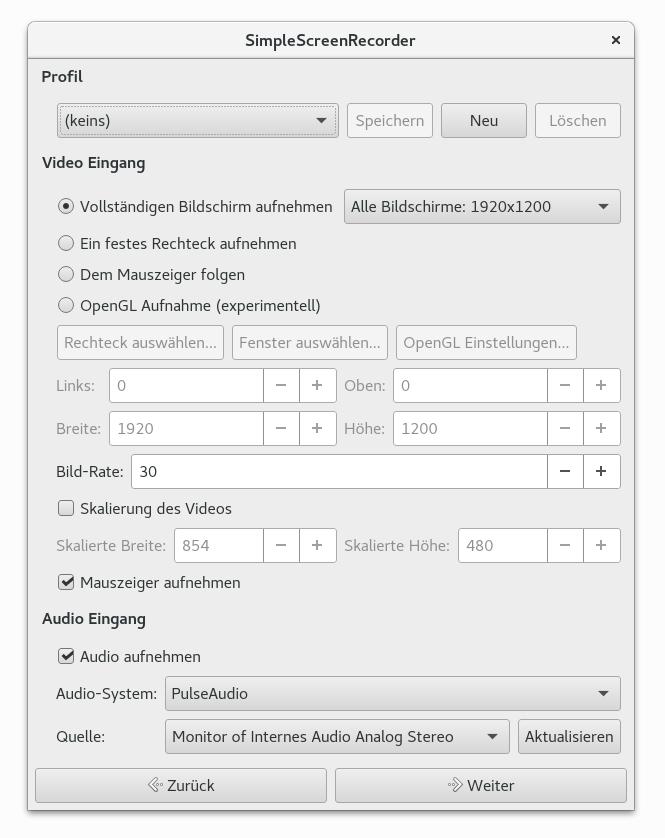 SimpleScreenRecorder
Profil
(keins) Speichern Neu Löschen
Video Eingang
Vollständigen Bildschirm aufnehmen Alle Bildschirme: 1920x1200
Ein festes Rechteck aufnehmen
Dem Mauszeiger folgen
OpenGL Aufnahme (experimentell)
Rechteck auswählen... Fenster auswählen... OpenGL Einstellungen...
Links: 0 Oben: 0
Breite: 1920 Höhe: 1200
Bild-Rate: 30
Skalierung des Videos
Skalierte Breite: 854 Skalierte Höhe: 480
Mauszeiger aufnehmen
Audio Eingang
Audio aufnehmen
Audio-System: PulseAudio
Quelle: Monitor of Internes Audio Analog Stereo Aktualisieren
Zurück Weiter